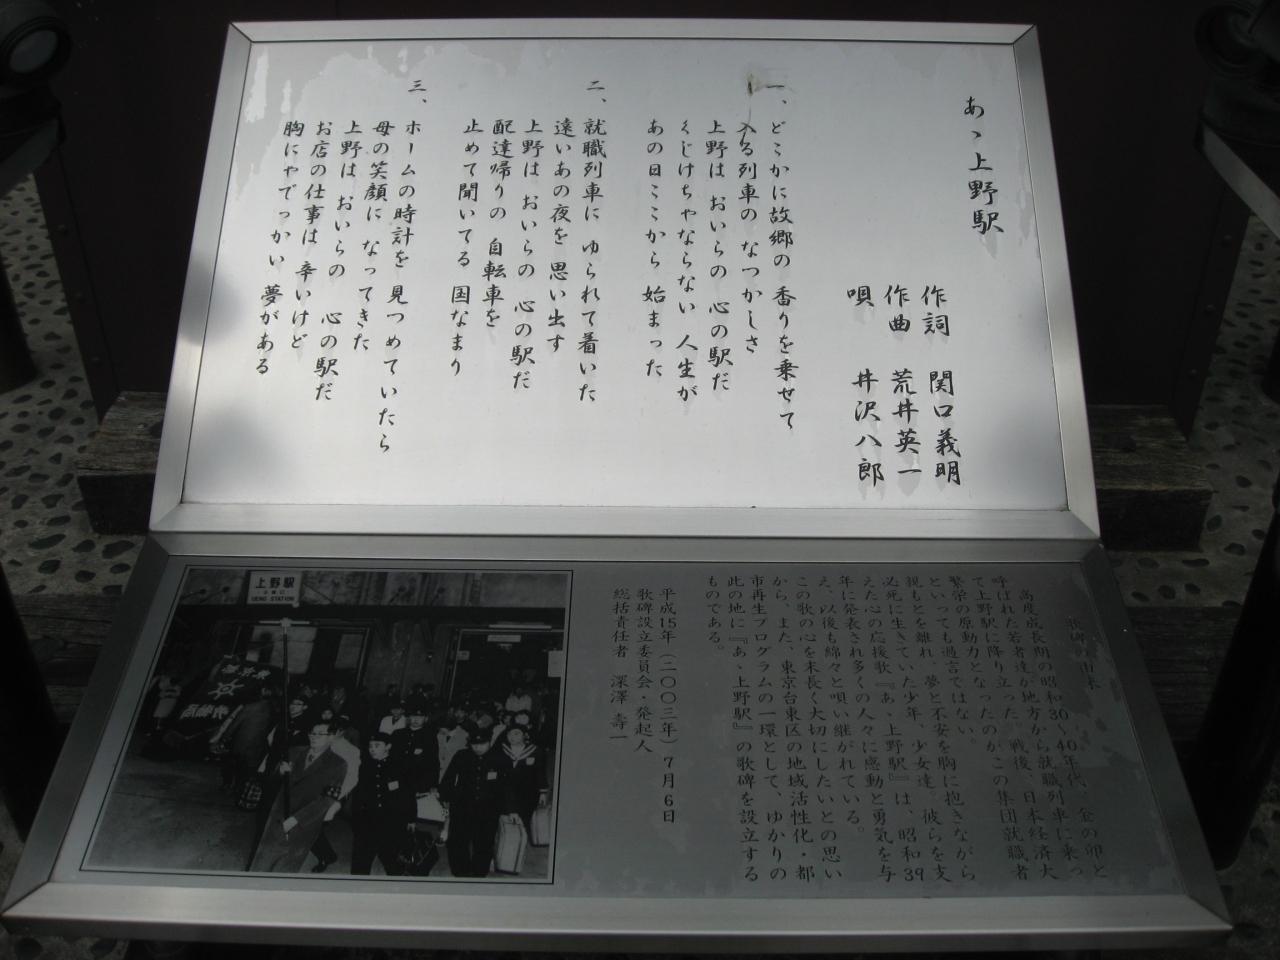 あゝ上野駅
作詞　関口義明
作曲　荒井英一
唄　井沢八郎
一、どこかに故郷の　香りを乗せて
入る列車の　なつかしさ
上野は　おいらの　心の駅だ
くじけちゃならない　人生が
あの日ここから　始まった
二、就職列車に　ゆられて着いた
遠いあの夜を　思い出す
上野は　おいらの　心の駅だ
配達帰りの　自転車を
止めて聞いてる　国なまり
三、ホームの時計を　見つめていたら
母の笑顔に　なってきた
上野は　おいらの　心の駅だ
お店の仕事は　辛いけど
胸にゃでっかい　夢がある
歌碑の由来
高度成長期の昭和30～40年代、金の卵と
呼ばれた若者達が地方から就職列車に乗っ
て上野駅に降り立った。戦後、日本経済大
繁栄の原動力となったのがこの集団就職者
といっても過言ではない。
親もとを離れ、夢と不安を胸に抱きながら
必死に生きていた少年、少女達。彼らを支
えた心の応援歌『あゝ上野駅』は、昭和39
年に発表され多くの人々に感動と勇気を与
え、以後も綿々と唄い継がれている。
この歌の心を末長く大切にしたいとの思い
から、また、東京台東区の地域活性化・都
市再生プログラムの一環として、ゆかりの
此の地に『あゝ上野駅』の歌碑を設立する
ものである。
平成15年（二〇〇三年）7月6日
歌碑設立委員会・発起人
総括責任者　深澤　壽一
上野駅
UENO STATION